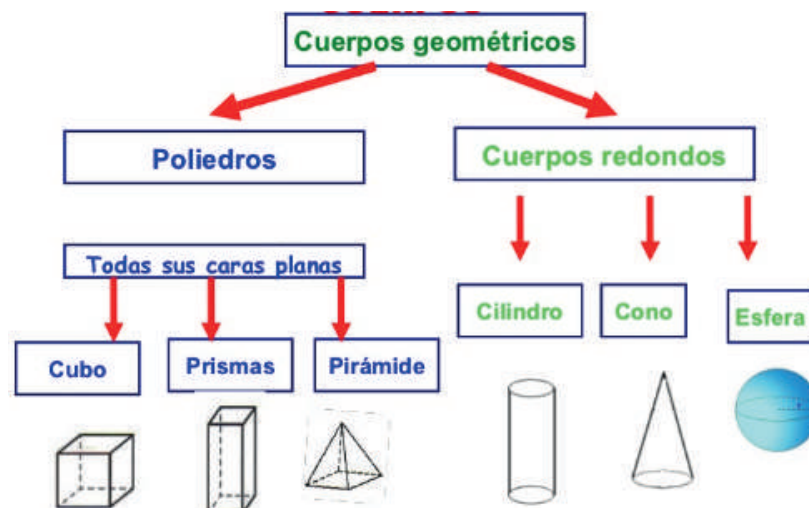 Cuerpos geométricos
Poliedros
Cuerpos redondos
Todas sus caras planas
Cilindro
Cono
Esfera
Cubo
Prismas
Pirámide